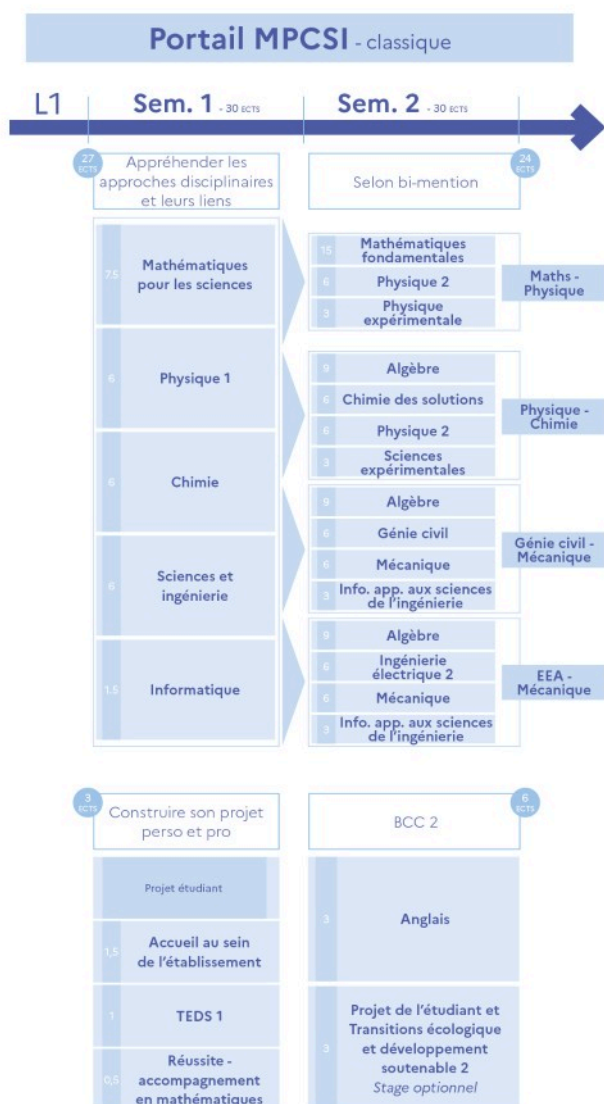 Portail MPCSI - classique
L1
Sem. 1 - 30 ECTS
Sem. 2 - 30 ECTS
27
ECTS
Appréhender les
approches disciplinaires
et leurs liens
Selon bi-mention
24
ECTS
7.5
Mathématiques
pour les sciences
6
Physique 1
6
Chimie
6
Sciences et
ingénierie
1.5
Informatique
15
Mathématiques
fondamentales
6
Physique 2
3
Physique
expérimentale
Maths -
Physique
9
Algèbre
6
Chimie des solutions
6
Physique 2
3
Sciences
expérimentales
Physique -
Chimie
9
Algèbre
6
Génie civil
6
Mécanique
3
Info. app. aux sciences
de l'ingénierie
Génie civil -
Mécanique
9
Algèbre
6
Ingénierie
électrique 2
6
Mécanique
3
Info. app. aux sciences
de l'ingénierie
EEA -
Mécanique
3
ECTS
Construire son projet
perso et pro
Projet étudiant
1,5
Accueil au sein
de l'établissement
1
TEDS 1
0,5
Réussite -
accompagnement
en mathématiques
BCC 2
6
ECTS
3
Anglais
3
Projet de l'étudiant et
Transitions écologique
et développement
soutenable 2
Stage optionnel